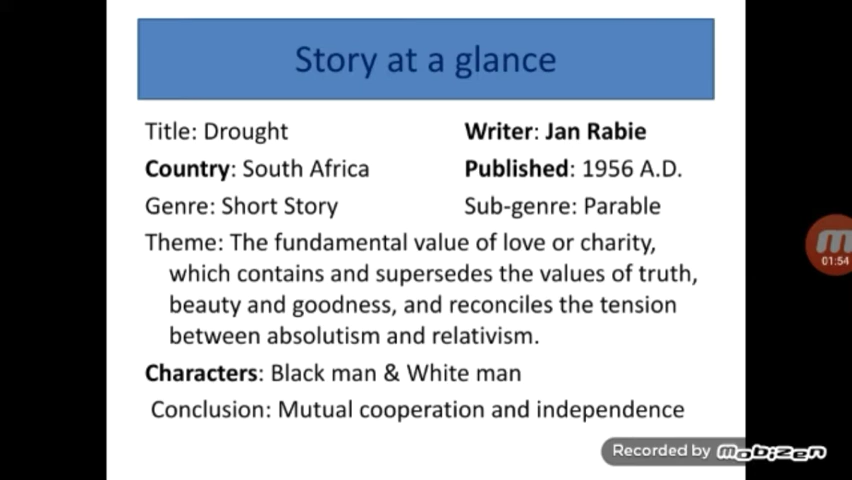 Story at a glance
Title: Drought
Writer: Jan Rabie
Country: South Africa
Published: 1956 A.D.
Genre: Short Story
Sub-genre: Parable
Theme: The fundamental value of love or charity,
which contains and supersedes the values of truth,
beauty and goodness, and reconciles the tension
between absolutism and relativism.
Characters: Black man & White man
Conclusion: Mutual cooperation and independence
01:54
Recorded by mobizen